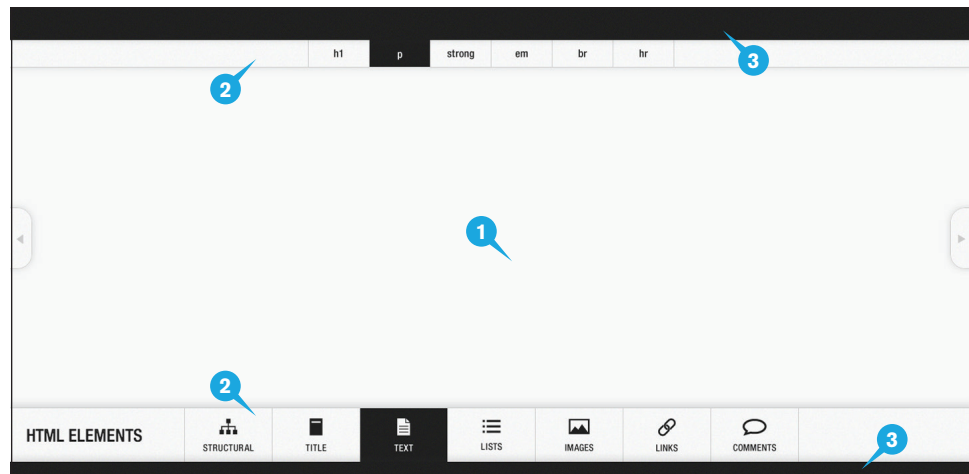 3
h1 p strong em br hr
2
1
2
HTML ELEMENTS STRUCTURAL TITLE TEXT LISTS IMAGES LINKS COMMENTS
3